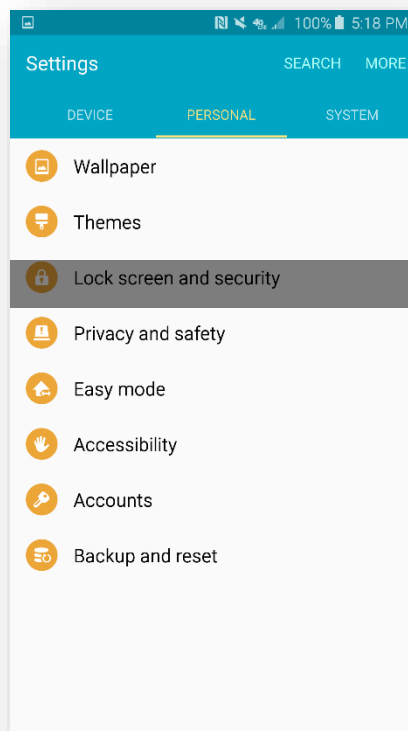 100% 5:18 PM
Settings SEARCH MORE
DEVICE PERSONAL SYSTEM
Wallpaper
Themes
Lock screen and security
Privacy and safety
Easy mode
Accessibility
Accounts
Backup and reset